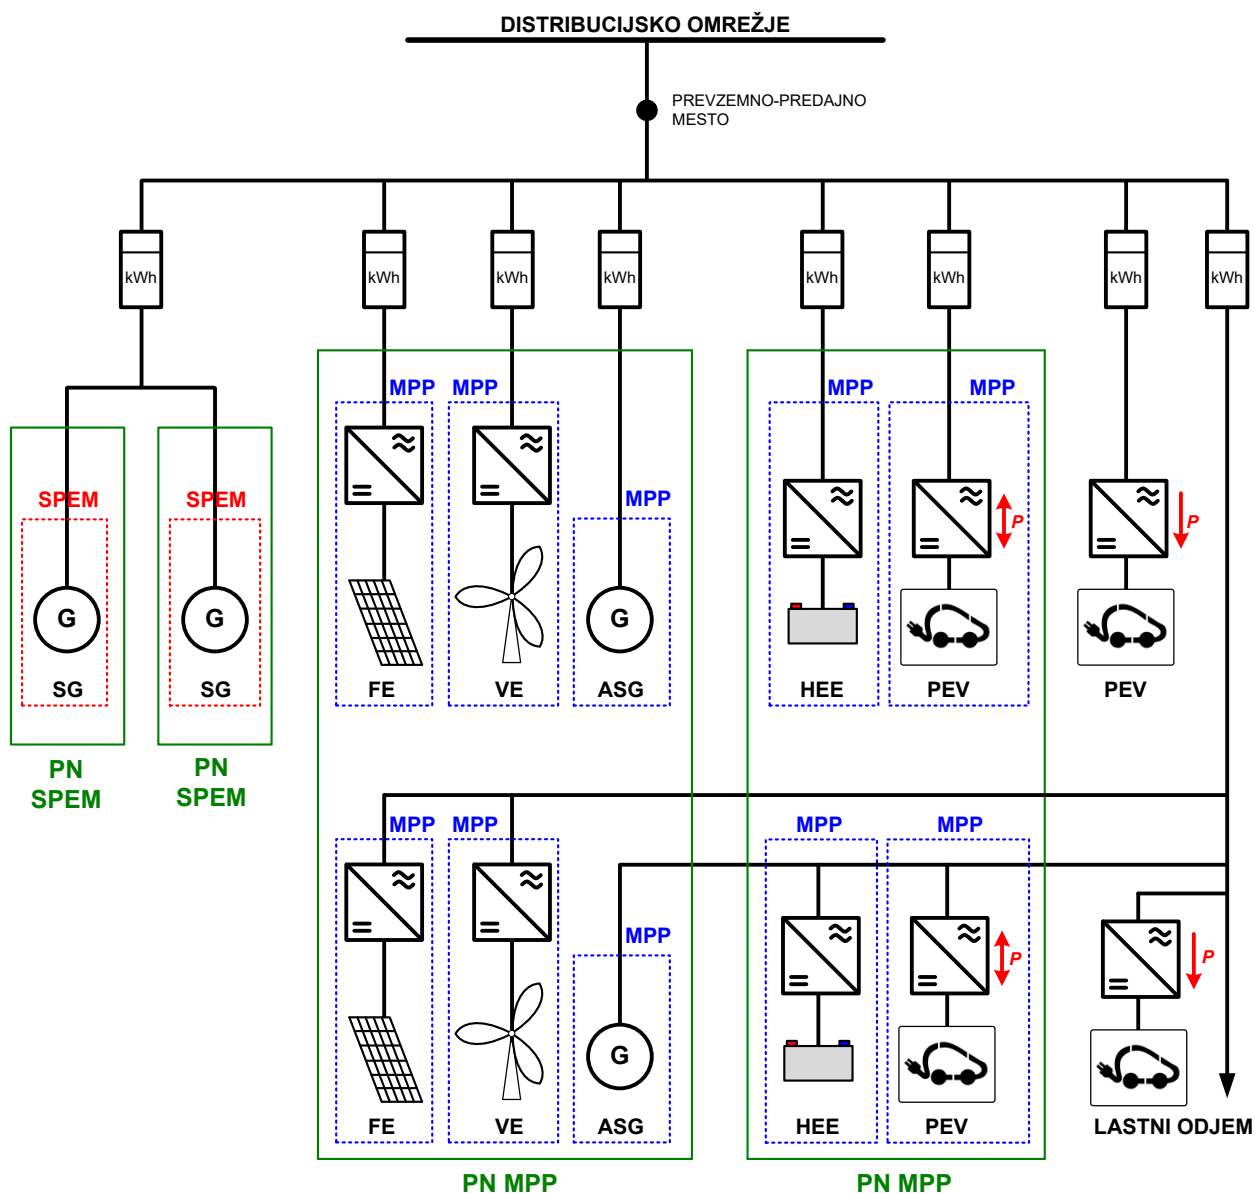 DISTRIBUCIJSKO OMREŽJE
PREVZEMNO-PREDAJNO
MESTO
kWh
kWh
kWh
kWh
kWh
kWh
kWh
kWh
MPP
MPP
MPP
MPP
SPEM
SPEM
MPP
P
P
G
G
G
SG
SG
FE
VE
ASG
HEE
PEV
PEV
PN
SPEM
PN
SPEM
MPP
MPP
MPP
MPP
MPP
P
P
G
FE
VE
ASG
HEE
PEV
LASTNI ODJEM
PN MPP
PN MPP